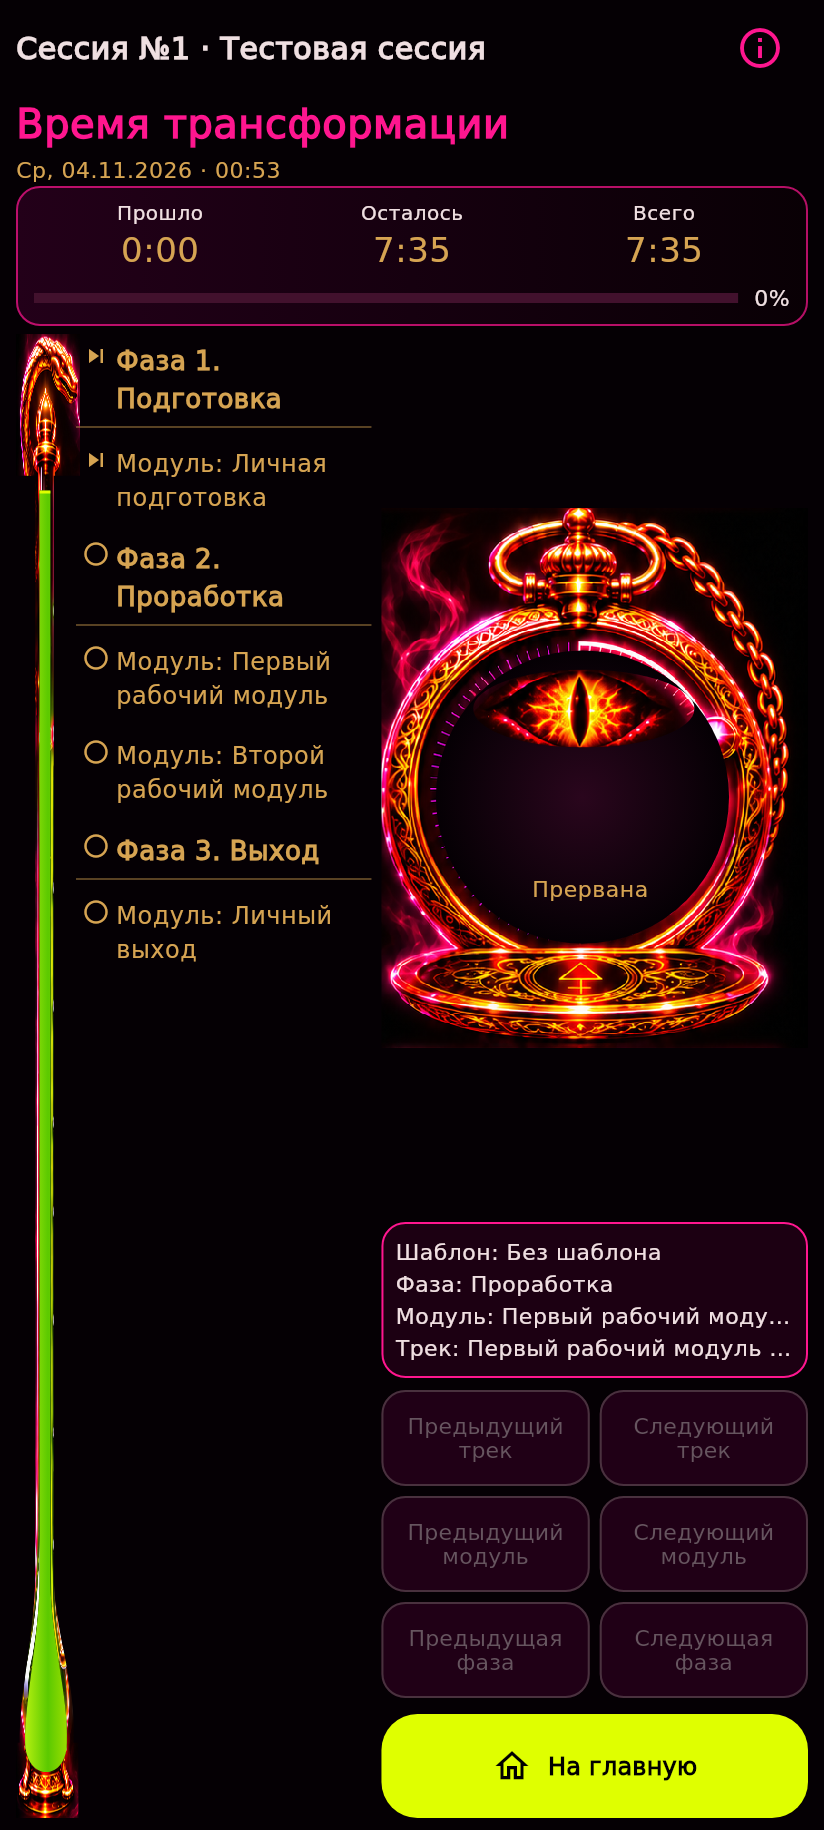 Сессия №1 · Тестовая сессия
Время трансформации
Ср, 04.11.2026 · 00:53
Прошло
Осталось
Всего
0:00
7:35
7:35
0%
Фаза 1.
Подготовка
Модуль: Личная
подготовка
Фаза 2.
Проработка
Модуль: Первый
рабочий модуль
Модуль: Второй
рабочий модуль
Фаза 3. Выход
Модуль: Личный
выход
Прервана
Шаблон: Без шаблона
Фаза: Проработка
Модуль: Первый рабочий моду...
Трек: Первый рабочий модуль ...
Предыдущий
трек
Следующий
трек
Предыдущий
модуль
Следующий
модуль
Предыдущая
фаза
Следующая
фаза
На главную